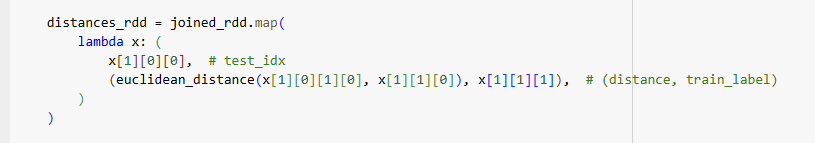 distances_rdd = joined_rdd.map(
    lambda x: (
        x[1][0][0],  # test_idx
        (euclidean_distance(x[1][0][1][0], x[1][1][0]), x[1][1][1]),  # (distance, train_label)
    )
)